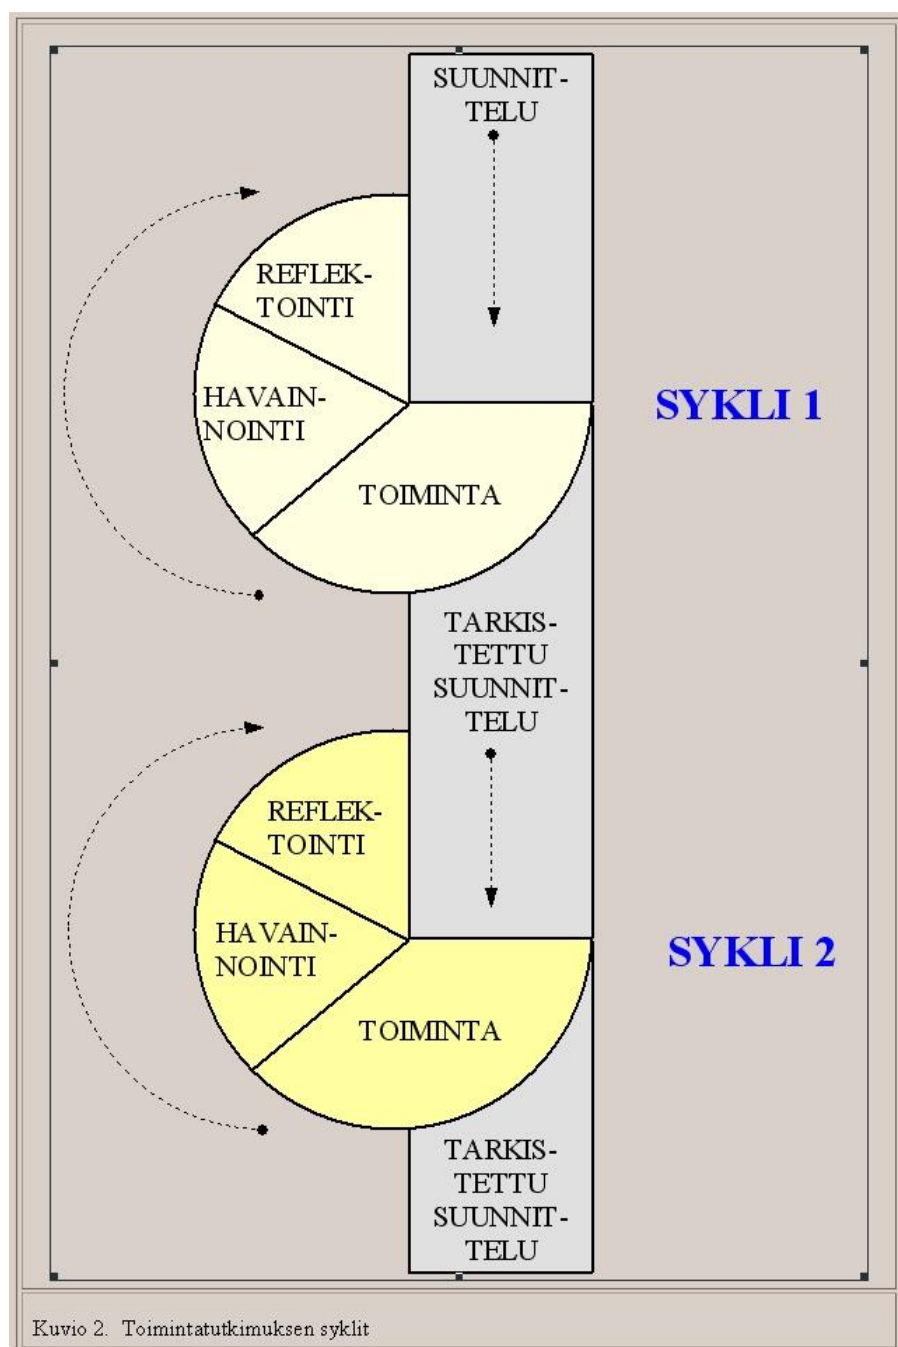 SUUNNIT-
TELU
REFLEK-
TOINTI
HAVAIN-
NOINTI
TOIMINTA
SYKLI 1
TARKIS-
TETTU
SUUNNIT-
TELU
REFLEK-
TOINTI
HAVAIN-
NOINTI
TOIMINTA
SYKLI 2
TARKIS-
TETTU
SUUNNIT-
TELU
Kuvio 2. Toimintatutkimuksen syklit